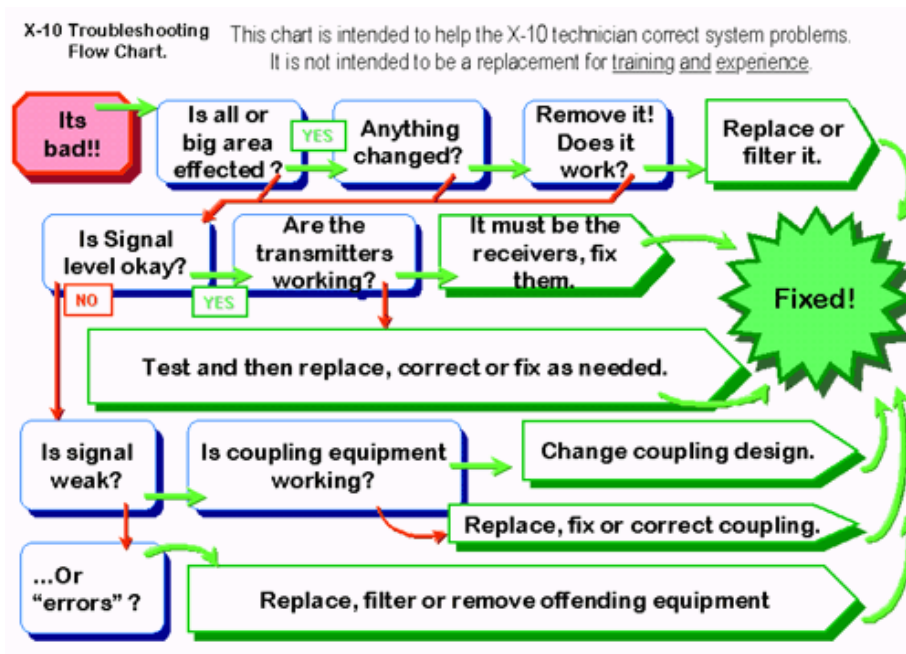 X-10 Troubleshooting
Flow Chart.
This chart is intended to help the X-10 technician correct system problems.
It is not intended to be a replacement for training and experience.
Its
bad!!
Is all or
big area
effected ?
YES
Anything
changed?
Remove it!
Does it
work?
Replace or
filter it.
Is Signal
level okay?
NO
YES
Are the
transmitters
working?
It must be the
receivers, fix
them.
Fixed!
Test and then replace, correct or fix as needed.
Is signal
weak?
Is coupling equipment
working?
Change coupling design.
Replace, fix or correct coupling.
...Or
“errors” ?
Replace, filter or remove offending equipment